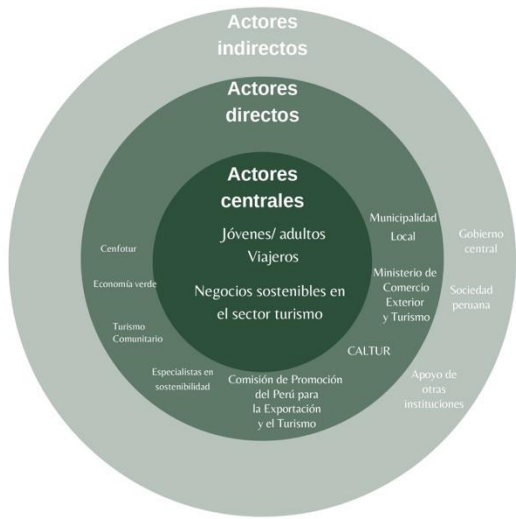 Actores
indirectos
Actores
directos
Actores
centrales
Jóvenes/ adultos
Viajeros
Negocios sostenibles en
el sector turismo
Cenfotur
Economía verde
Turismo
Comunitario
Especialistas en
sostenibilidad
Comisión de Promoción
del Perú para
la Exportación
y el Turismo
CALTUR
Ministerio de
Comercio
Exterior
y Turismo
Municipalidad
Local
Gobierno
central
Sociedad
peruana
Apoyo de
otras
instituciones